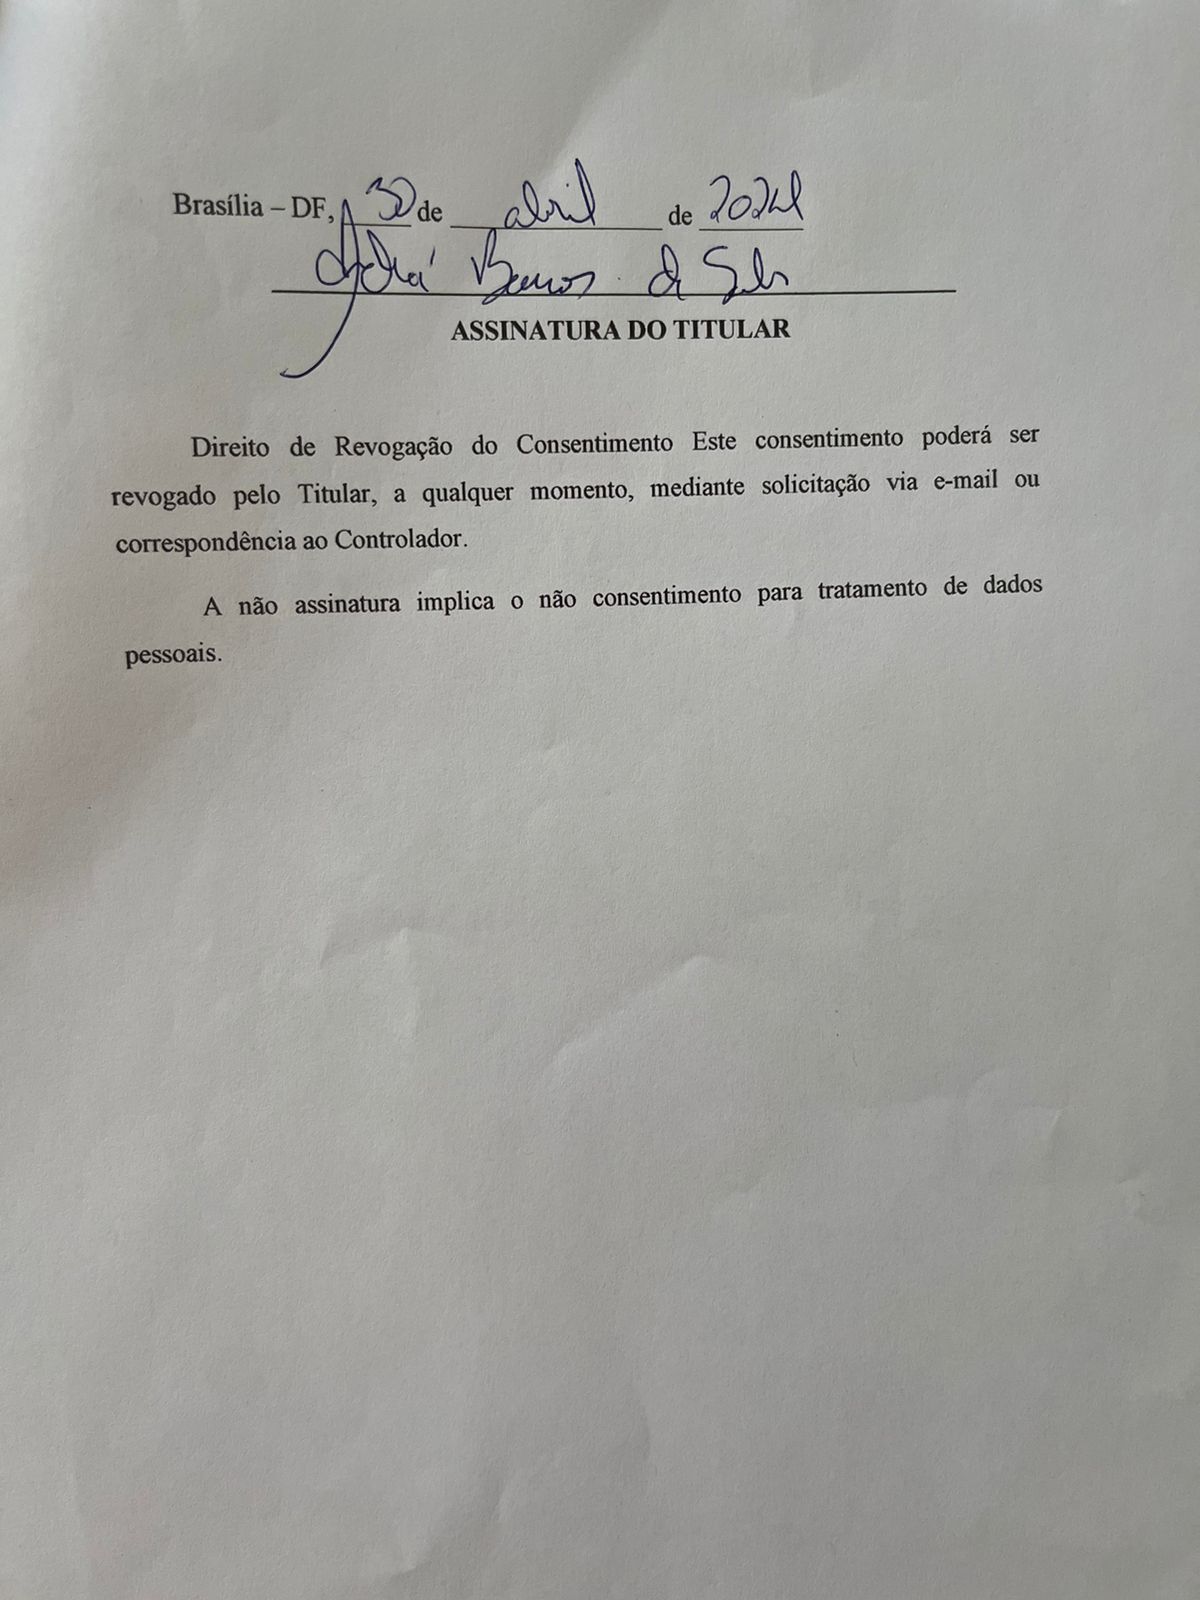 Brasília – DF, 30 de abril de 2024
Barros
ASSINATURA DO TITULAR
Direito de Revogação do Consentimento Este consentimento poderá ser
revogado pelo Titular, a qualquer momento, mediante solicitação via e-mail ou
correspondência ao Controlador.
A não assinatura implica o não consentimento para tratamento de dados
pessoais.